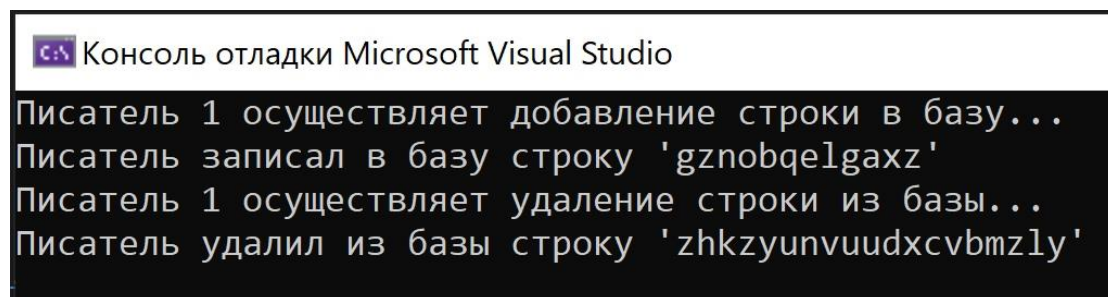 C:\ Консоль отладки Microsoft Visual Studio
Писатель 1 осуществляет добавление строки в базу...
Писатель записал в базу строку 'gznobqelgaxz'
Писатель 1 осуществляет удаление строки из базы...
Писатель удалил из базы строку 'zhkzyunvuudxcvbmzly'